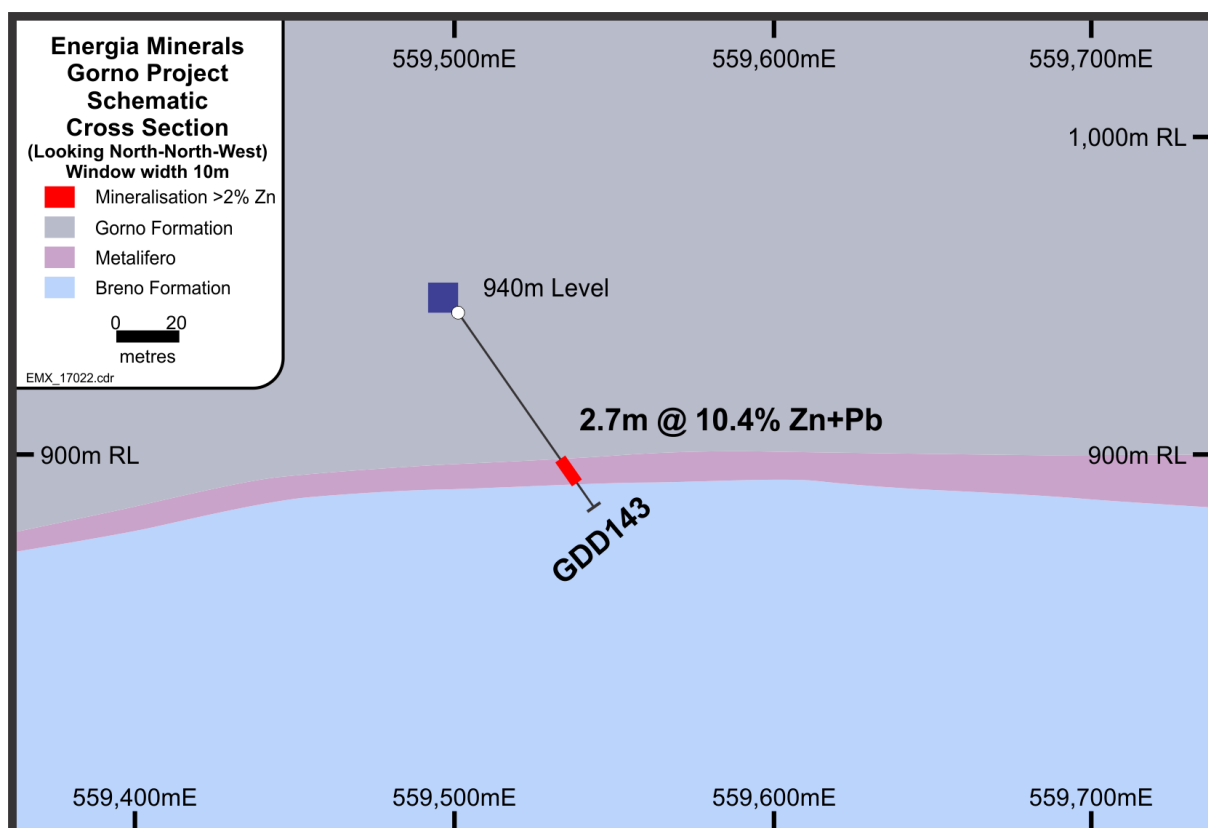 Energia Minerals
Gorno Project
Schematic
Cross Section
(Looking North-North-West)
Window width 10m
Mineralisation >2% Zn
Gorno Formation
Metalifero
Breno Formation
0 20
metres
EMX_17022.cdr
559,500mE 559,600mE 559,700mE
1,000m RL
940m Level
2.7m @ 10.4% Zn+Pb
900m RL 900m RL
GDD143
559,400mE 559,500mE 559,600mE 559,700mE